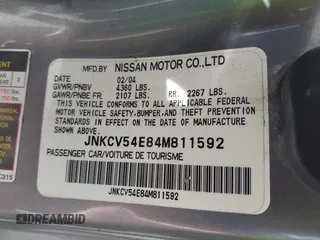 MFD.BY NISSAN MOTOR CO.,LTD
DATE 02/04
GVWR/PNBV 4360 LBS.
GAWR/PNBE FR. 2107 LBS. RR. 2267 LBS.
THIS VEHICLE CONFORMS TO ALL APPLICABLE FEDERAL
MOTOR VEHICLE SAFETY, BUMPER, AND THEFT PREVENTION
STANDARDS IN EFFECT ON THE DATE OF MANUFACTURE
SHOWN ABOVE.
JNKCV54E84M811592
PASSENGER CAR/VOITURE DE TOURISME
JNKCV54E84M811592
DREAMBID